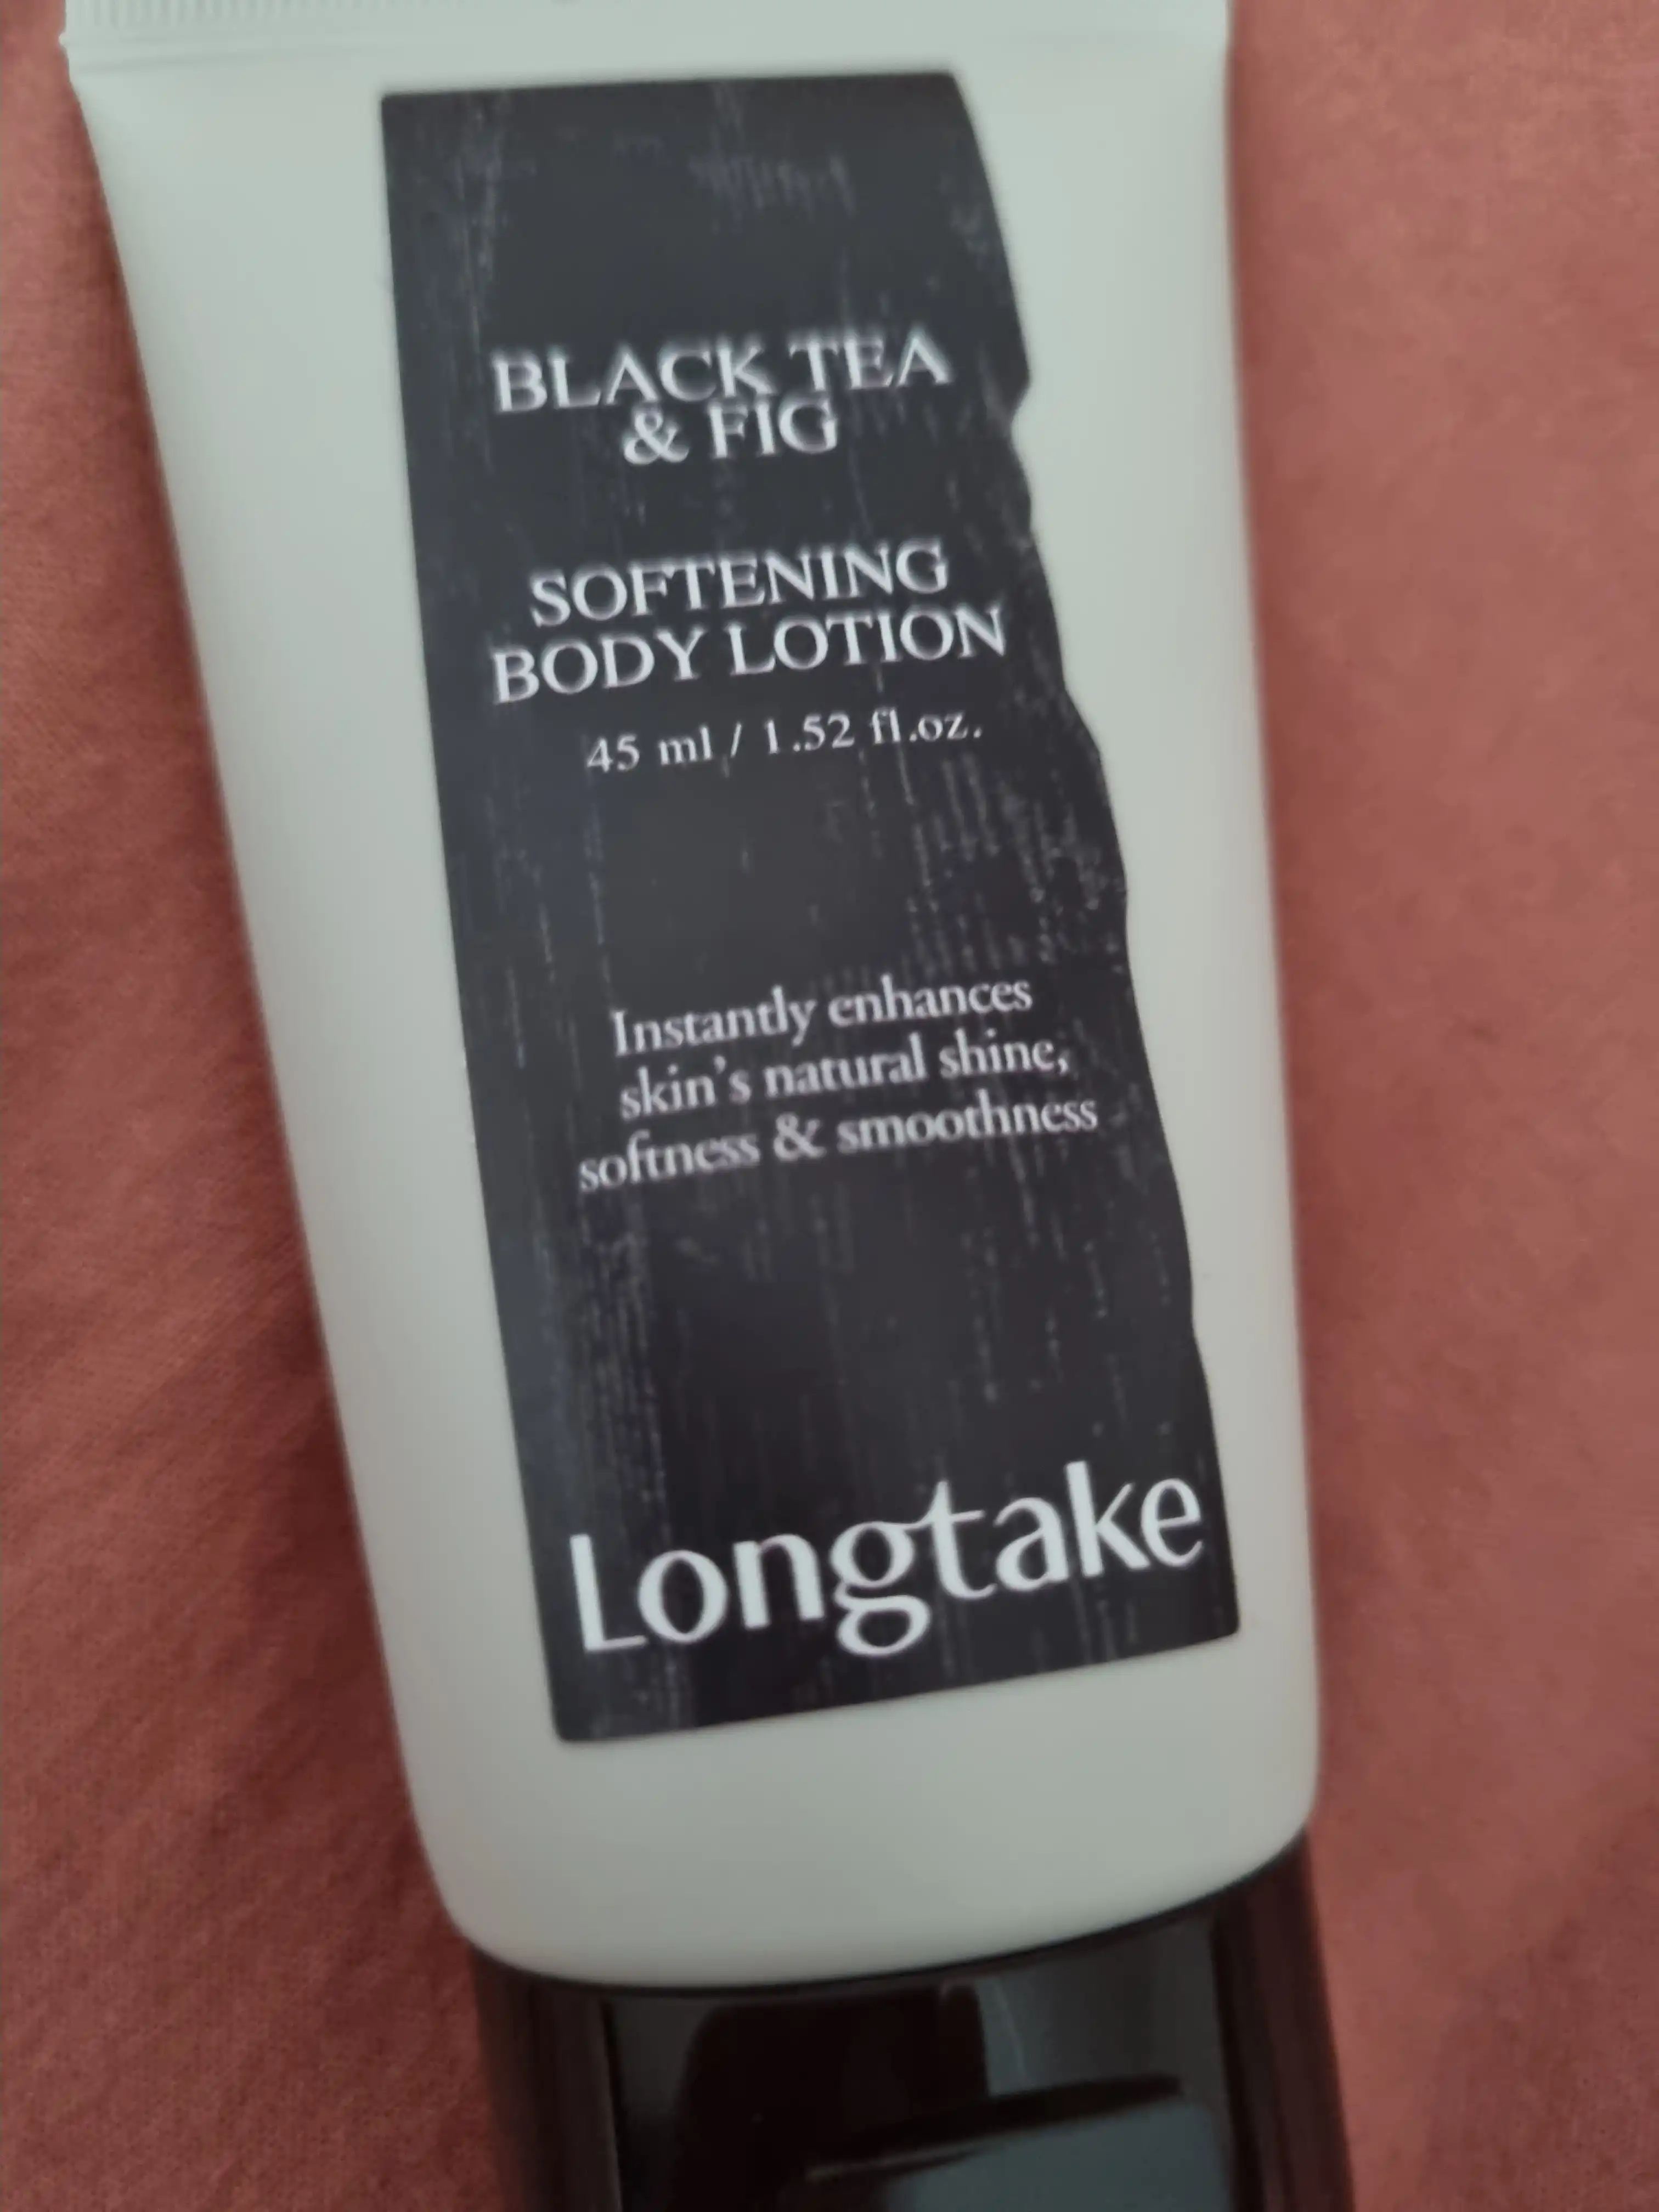 BLACK TEA
& FIG
SOFTENING
BODY LOTION
45 ml / 1.52 fl.oz.
Instantly enhances
skin's natural shine,
softness & smoothness
Longtake